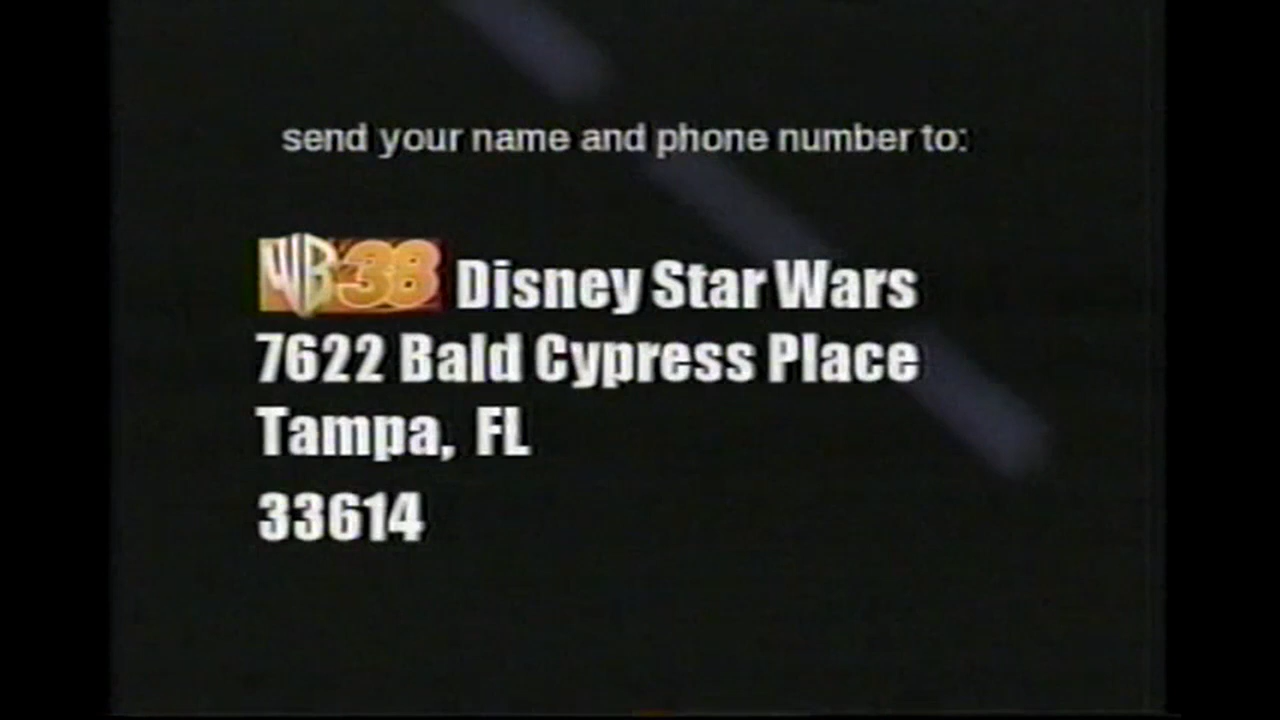 send your name and phone number to:
WB 38 Disney Star Wars
7622 Bald Cypress Place
Tampa, FL
33614